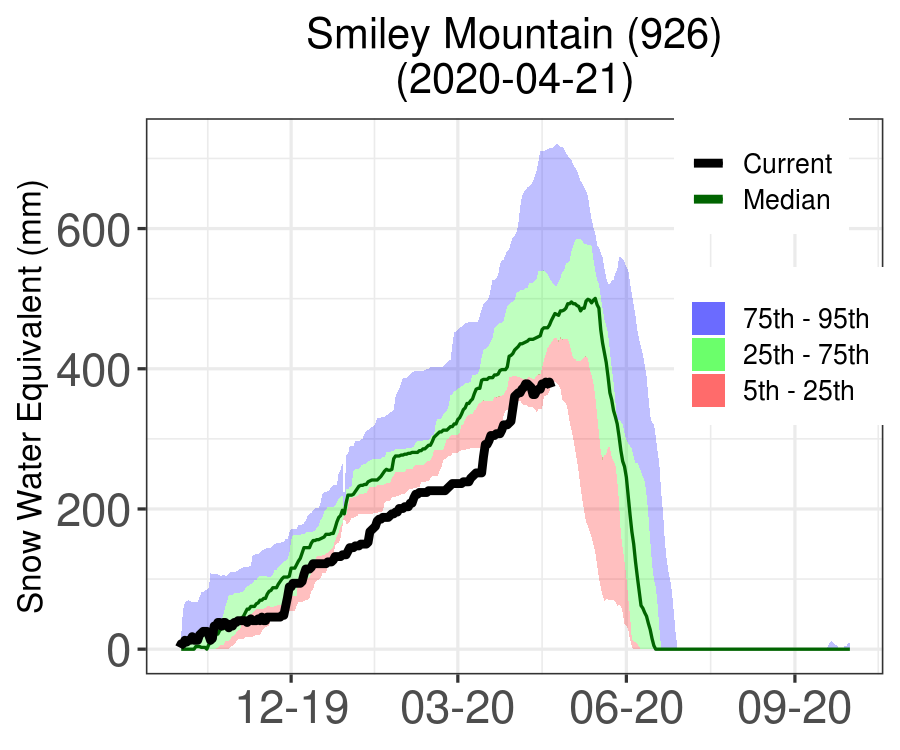 Smiley Mountain (926)
(2020-04-21)
Snow Water Equivalent (mm)
600
400
200
0
12-19
03-20
06-20
09-20
Current
Median
75th - 95th
25th - 75th
5th - 25th